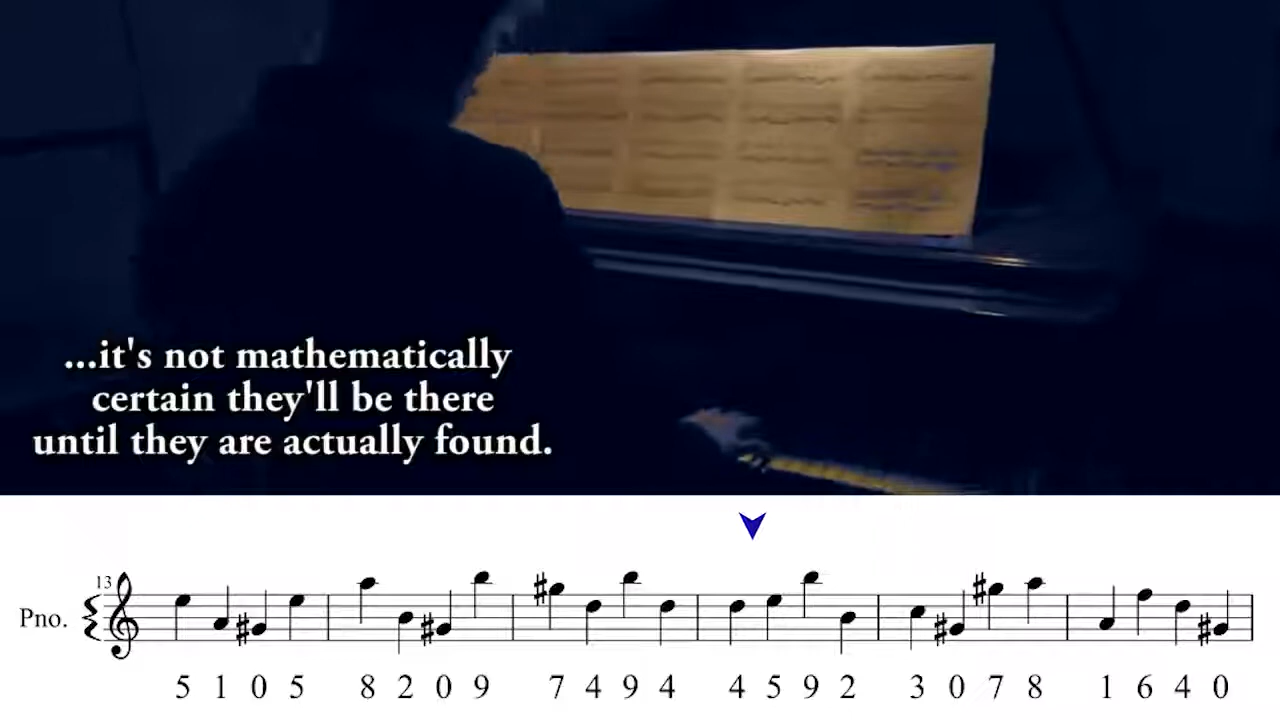 ...it's not mathematically
certain they'll be there
until they are actually found.
13
Pno.
5 1 0 5 8 2 0 9 7 4 9 4 4 5 9 2 3 0 7 8 1 6 4 0